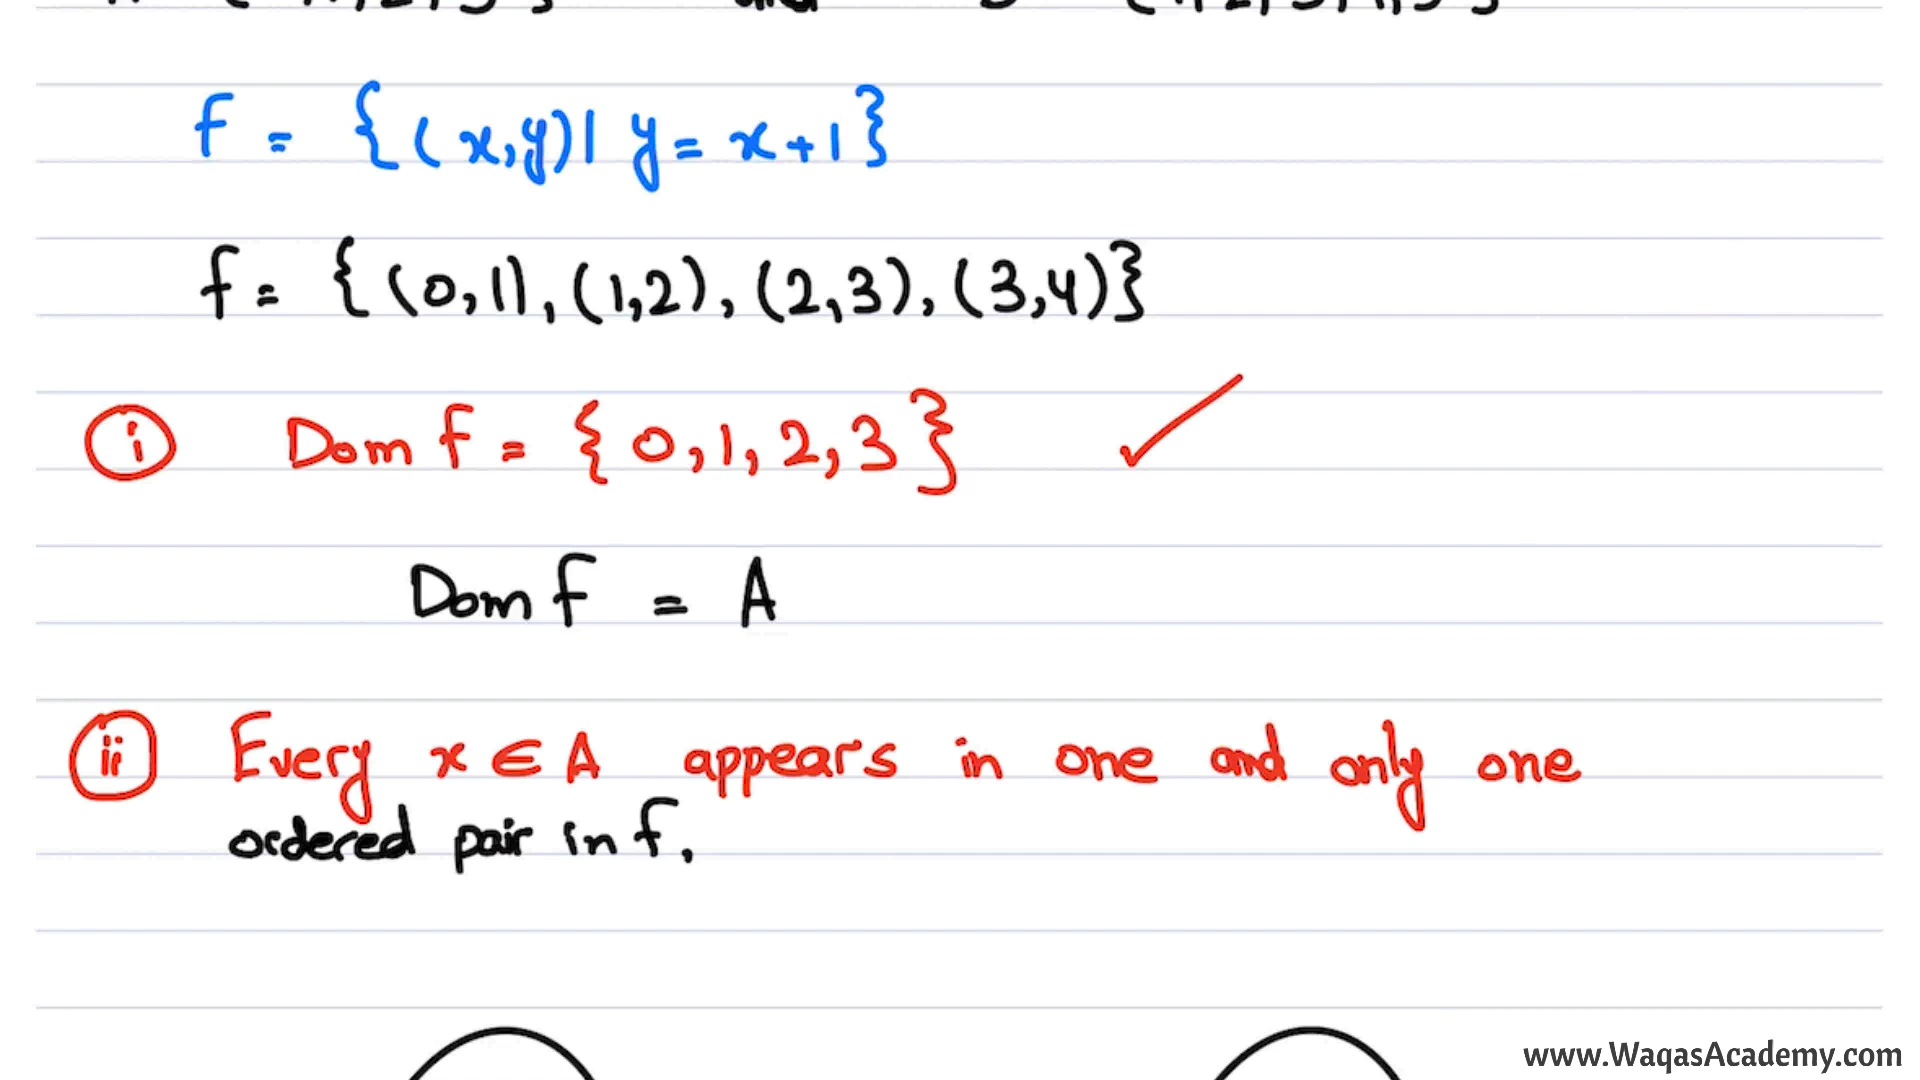 f = {(x,y)| y = x+1}
f = {(0,1), (1,2), (2,3), (3,4)}
i Dom f = {0,1,2,3} ✓
Dom f = A
ii Every x ∈ A appears in one and only one
ordered pair in f.
www.WaqasAcademy.com